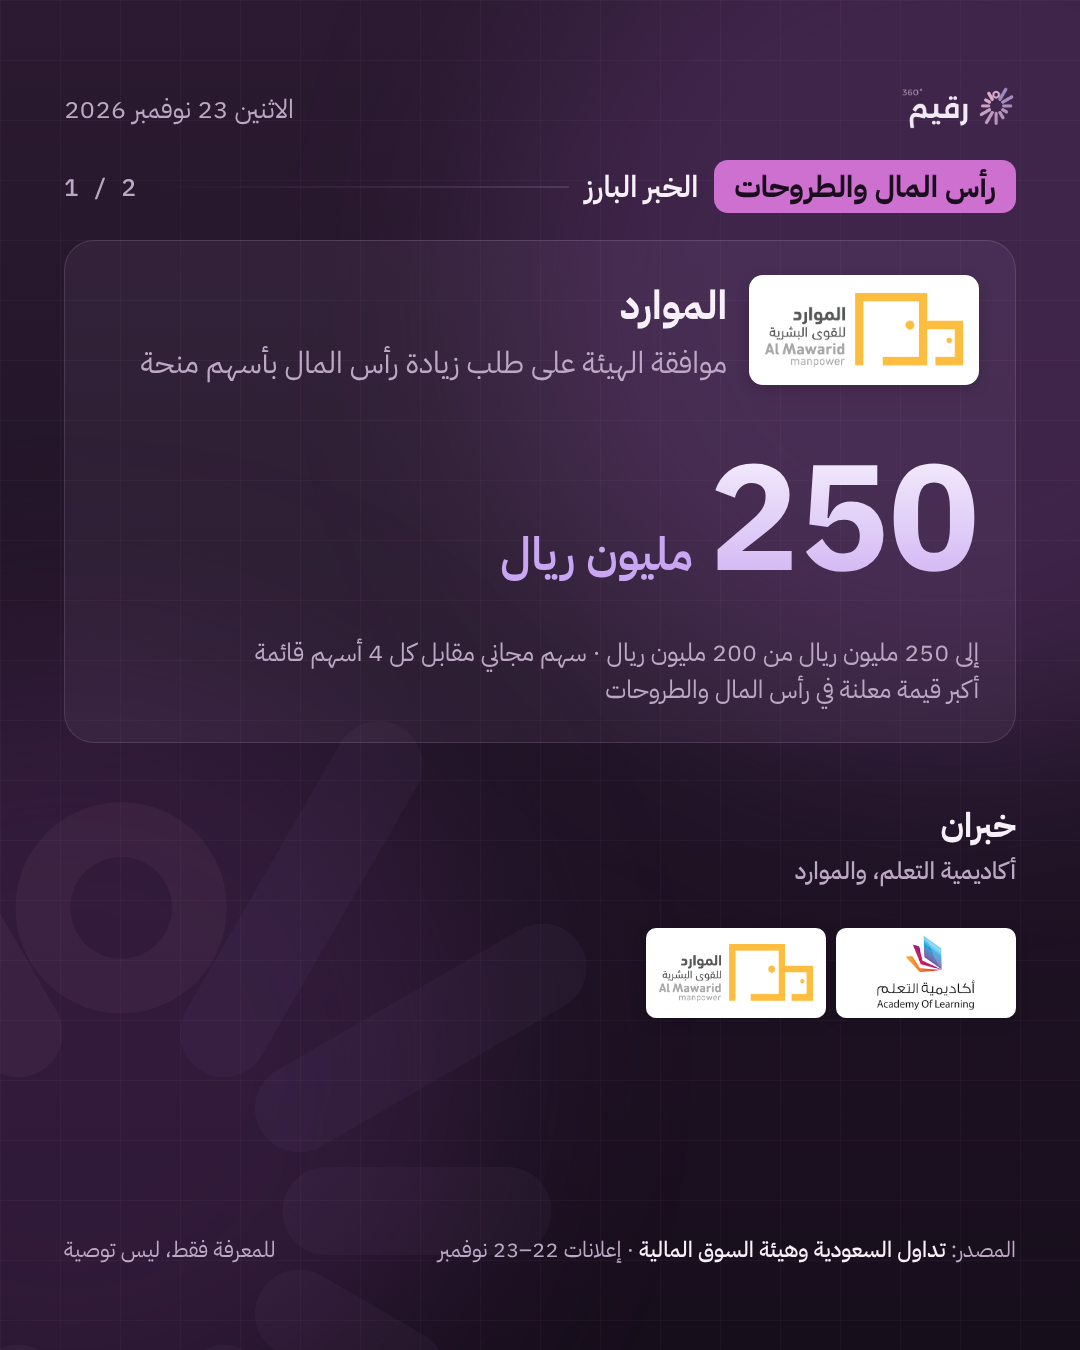 رقيم 360°
الاثنين 23 نوفمبر 2026
رأس المال والطروحات
الخبر البارز
1 / 2
الموارد
للقوى البشرية
Al Mawarid
manpower
الموارد
موافقة الهيئة على طلب زيادة رأس المال بأسهم منحة
250 مليون ريال
إلى 250 مليون ريال من 200 مليون ريال · سهم مجاني مقابل كل 4 أسهم قائمة
أكبر قيمة معلنة في رأس المال والطروحات
خبران
أكاديمية التعلم، والموارد
أكاديمية التعلم
Academy Of Learning
الموارد
للقوى البشرية
Al Mawarid
manpower
المصدر: تداول السعودية وهيئة السوق المالية · إعلانات 22–23 نوفمبر
للمعرفة فقط، ليس توصية